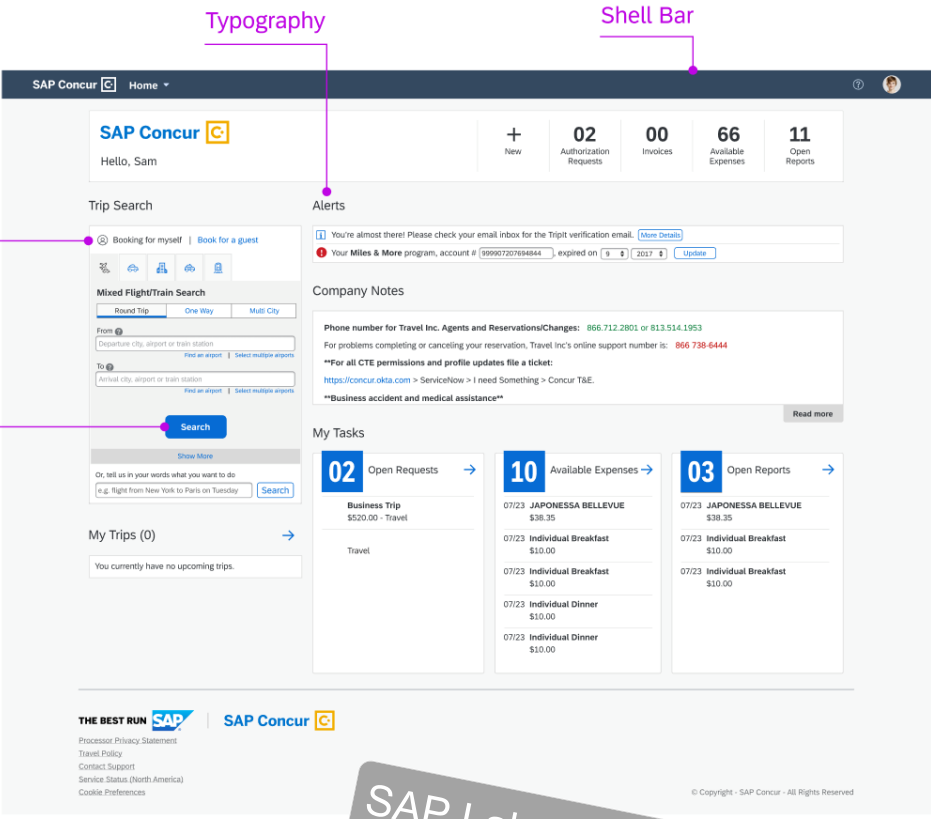 Typography
Shell Bar
SAP Concur C Home
SAP Concur C
Hello, Sam
+
New
02
Authorization
Requests
00
Invoices
66
Available
Expenses
11
Open
Reports
Trip Search
Booking for myself | Book for a guest
Mixed Flight/Train Search
Round Trip One Way Multi City
From ?
Departure city, airport or train station
Find an airport | Select multiple airports
To ?
Arrival city, airport or train station
Find an airport | Select multiple airports
Search
Show More
Or, tell us in your words what you want to do
e.g. flight from New York to Paris on Tuesday Search
My Trips (0)
You currently have no upcoming trips.
Alerts
i You're almost there! Please check your email inbox for the TripIt verification email. More Details
! Your Miles & More program, account # 999907207694844 , expired on 9 2017 Update
Company Notes
Phone number for Travel Inc. Agents and Reservations/Changes: 866.712.2801 or 813.514.1953
For problems completing or canceling your reservation, Travel Inc's online support number is: 866 738-6444
**For all CTE permissions and profile updates file a ticket:
https://concur.okta.com > ServiceNow > I need Something > Concur T&E.
**Business accident and medical assistance**
Read more
My Tasks
02 Open Requests
Business Trip
$520.00 - Travel
Travel
10 Available Expenses
07/23 JAPONESSA BELLEVUE
$38.35
07/23 Individual Breakfast
$10.00
07/23 Individual Breakfast
$10.00
07/23 Individual Dinner
$10.00
07/23 Individual Dinner
$10.00
03 Open Reports
07/23 JAPONESSA BELLEVUE
$38.35
07/23 Individual Breakfast
$10.00
07/23 Individual Breakfast
$10.00
THE BEST RUN SAP SAP Concur C
Processor Privacy Statement
Travel Policy
Contact Support
Service Status (North America)
Cookie Preferences
© Copyright - SAP Concur - All Rights Reserved
SAP